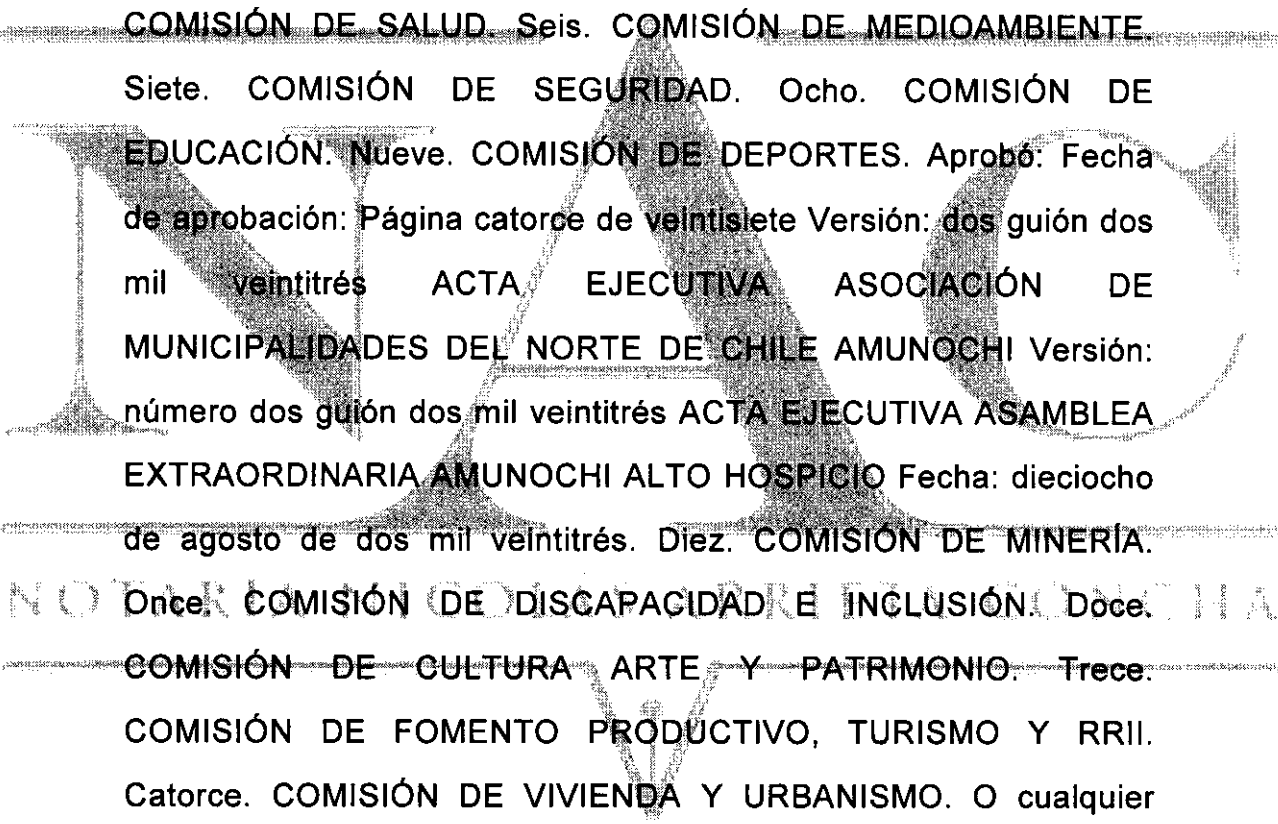 COMISIÓN DE SALUD. Seis. COMISIÓN DE MEDIOAMBIENTE.
Siete. COMISIÓN DE SEGURIDAD. Ocho. COMISIÓN DE
EDUCACIÓN. Nueve. COMISIÓN DE DEPORTES. Aprobó: Fecha
de aprobación: Página catorce de veintisiete Versión: dos guión dos
mil veintitrés ACTA EJECUTIVA ASOCIACIÓN DE
MUNICIPALIDADES DEL NORTE DE CHILE AMUNOCHI Versión:
número dos guión dos mil veintitrés ACTA EJECUTIVA ASAMBLEA
EXTRAORDINARIA AMUNOCHI ALTO HOSPICIO Fecha: dieciocho
de agosto de dos mil veintitrés. Diez. COMISIÓN DE MINERÍA.
Once. COMISIÓN DE DISCAPACIDAD E INCLUSIÓN. Doce.
COMISIÓN DE CULTURA ARTE Y PATRIMONIO. Trece.
COMISIÓN DE FOMENTO PRODUCTIVO, TURISMO Y RRII.
Catorce. COMISIÓN DE VIVIENDA Y URBANISMO. O cualquier
NAC